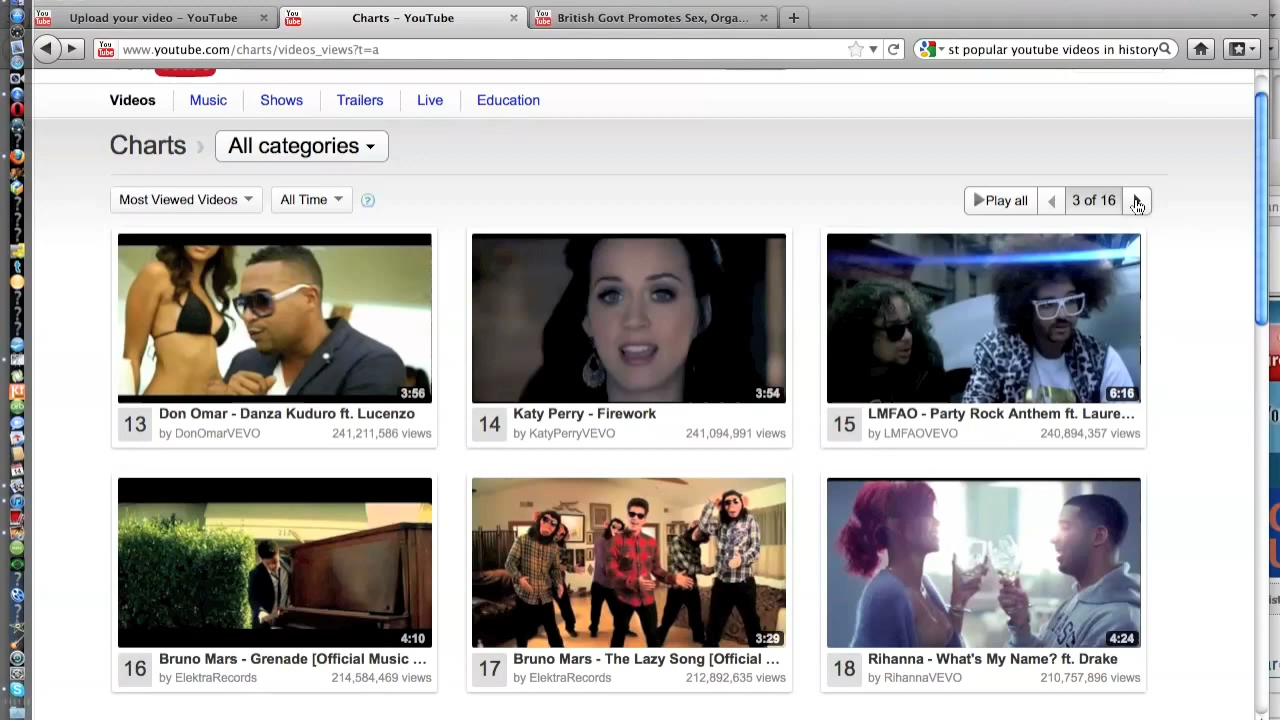 Upload your video – YouTube
Charts – YouTube
British Govt Promotes Sex, Orga...
www.youtube.com/charts/videos_views?t=a
st popular youtube videos in history
Videos Music Shows Trailers Live Education
Charts › All categories
Most Viewed Videos All Time ? Play all 3 of 16
3:56 3:54 6:16
13 Don Omar - Danza Kuduro ft. Lucenzo
by DonOmarVEVO 241,211,586 views
14 Katy Perry - Firework
by KatyPerryVEVO 241,094,991 views
15 LMFAO - Party Rock Anthem ft. Laure...
by LMFAOVEVO 240,894,357 views
4:10 3:29 4:24
16 Bruno Mars - Grenade [Official Music ...
by ElektraRecords 214,584,469 views
17 Bruno Mars - The Lazy Song [Official ...
by ElektraRecords 212,892,635 views
18 Rihanna - What's My Name? ft. Drake
by RihannaVEVO 210,757,896 views